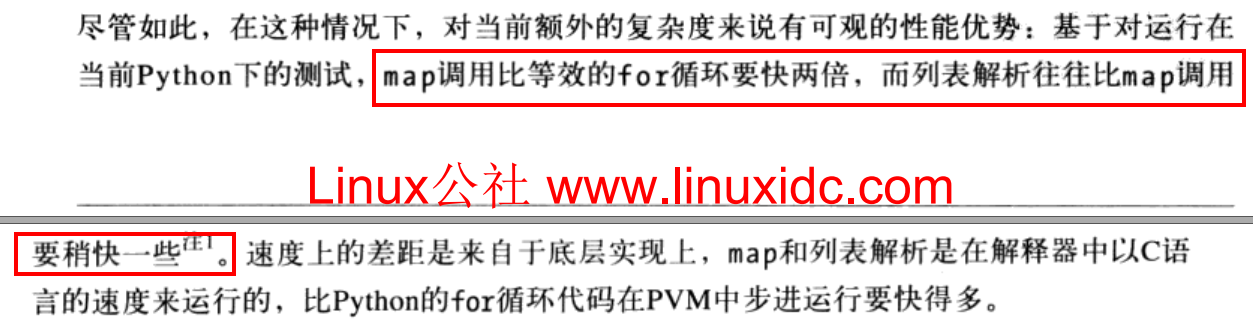 尽管如此，在这种情况下，对当前额外的复杂度来说有可观的性能优势：基于对运行在
当前Python下的测试，map调用比等效的for循环要快两倍，而列表解析往往比map调用
Linux公社 www.linuxidc.com
要稍快一些注1。速度上的差距是来自于底层实现上，map和列表解析是在解释器中以C语
言的速度来运行的，比Python的for循环代码在PVM中步进运行要快得多。